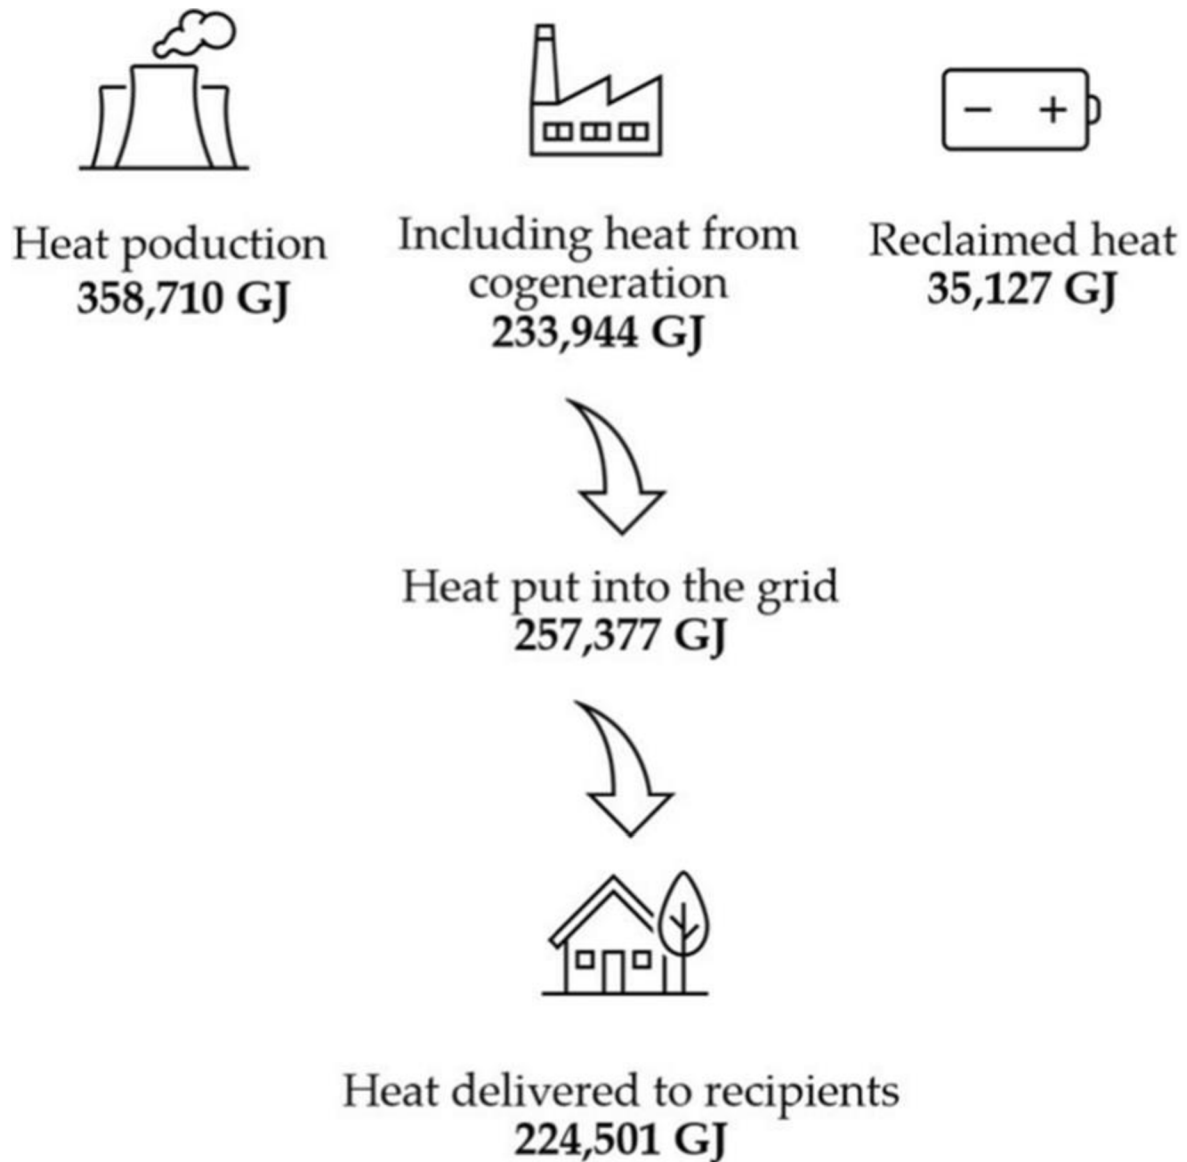 Heat poduction
358,710 GJ
Including heat from
cogeneration
233,944 GJ
Reclaimed heat
35,127 GJ
Heat put into the grid
257,377 GJ
Heat delivered to recipients
224,501 GJ